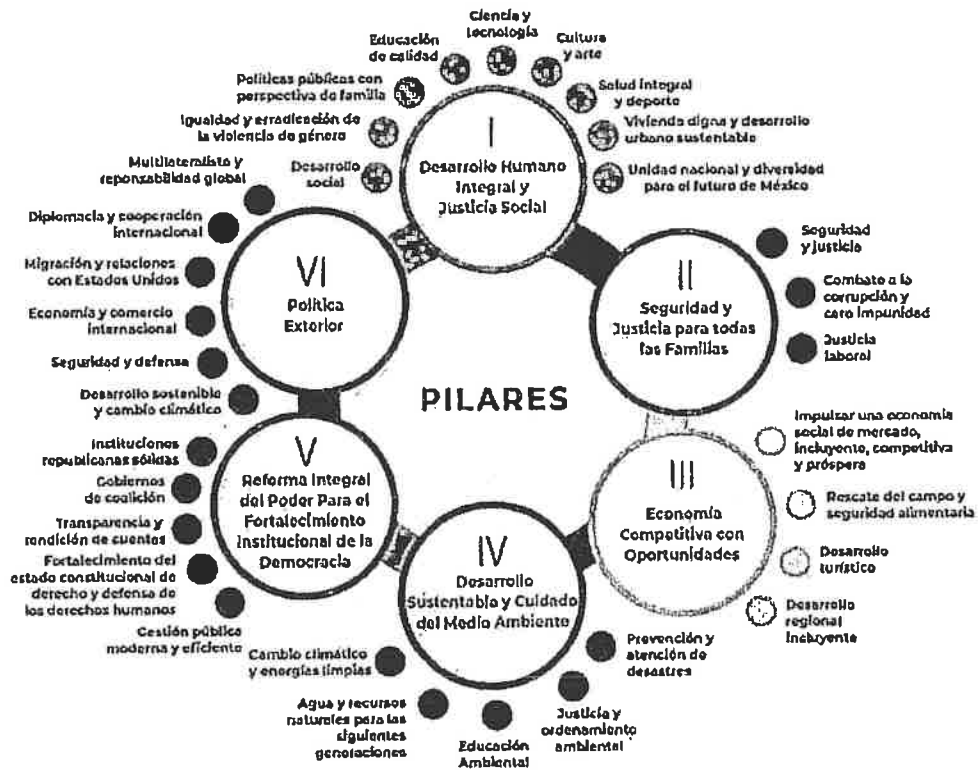 PILARES
I
Desarrollo Humano
Integral y
Justicia Social
Desarrollo
social
Igualdad y erradicación de
la violencia de género
Políticas públicas con
perspectiva de familia
Educación
de calidad
Ciencia y
tecnología
Cultura
y arte
Salud integral
y deporte
Vivienda digna y desarrollo
urbano sustentable
Unidad nacional y diversidad
para el futuro de México
II
Seguridad y
Justicia para todas
las Familias
Seguridad
y justicia
Combate a la
corrupción y
cero impunidad
Justicia
laboral
III
Economía
Competitiva con
Oportunidades
Impulsar una economía
social de mercado,
incluyente, competitiva
y próspera
Rescate del campo y
seguridad alimentaria
Desarrollo
turístico
Desarrollo
regional
incluyente
IV
Desarrollo
Sustentable y Cuidado
del Medio Ambiente
Prevención y
atención de
desastres
Justicia y
ordenamiento
ambiental
Educación
Ambiental
Agua y recursos
naturales para las
siguientes
generaciones
Cambio climático
y energías limpias
V
Reforma Integral
del Poder Para el
Fortalecimiento
Institucional de la
Democracia
Instituciones
republicanas sólidas
Gobiernos
de coalición
Transparencia y
rendición de cuentas
Fortalecimiento del
estado constitucional de
derecho y defensa de
los derechos humanos
Gestión pública
moderna y eficiente
VI
Política
Exterior
Multilateralista y
reponzabilidad global
Diplomacia y cooperación
internacional
Migración y relaciones
con Estados Unidos
Economía y comercio
internacional
Seguridad y defensa
Desarrollo sostenible
y cambio climático